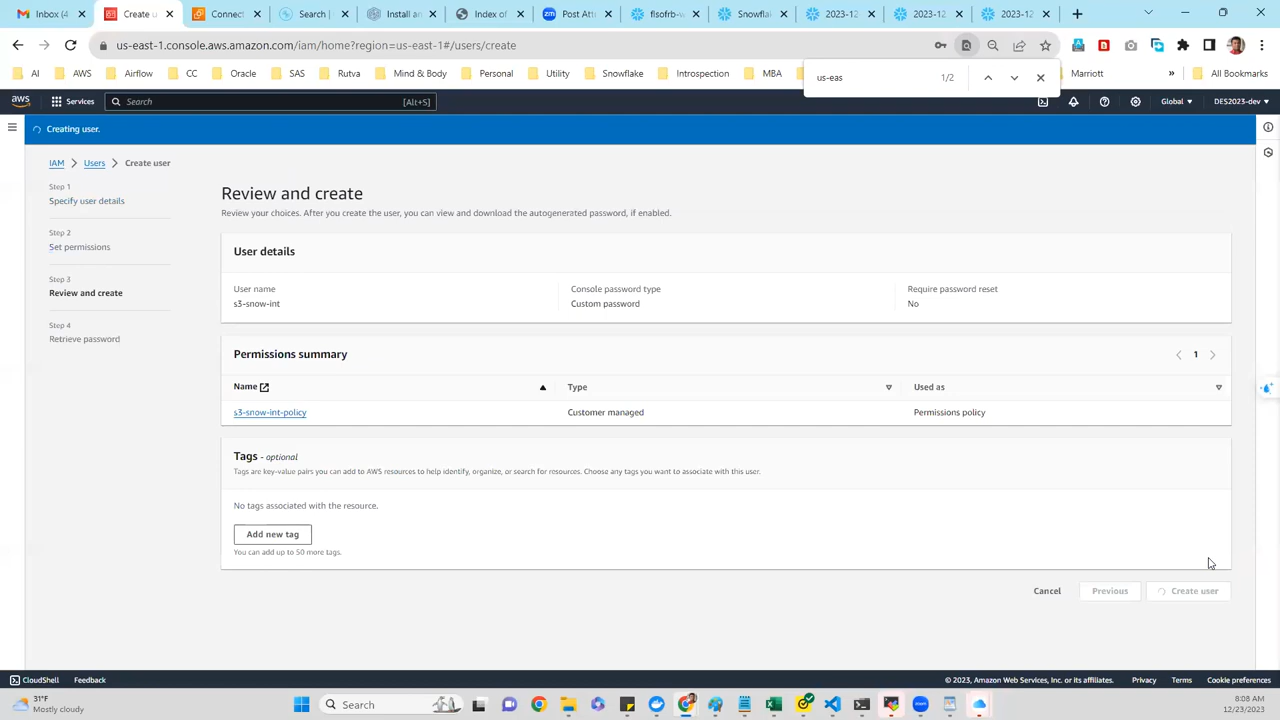 Inbox (4
Create u
Connect
Search |
Install an
Index of
Post Att
flsofrb-w
Snowflak
2023-12
2023-12
2023-12
us-east-1.console.aws.amazon.com/iam/home?region=us-east-1#/users/create
AI
AWS
Airflow
CC
Oracle
SAS
Rutva
Mind & Body
Personal
Utility
Snowflake
Introspection
MBA
Marriott
»
All Bookmarks
us-eas
1/2
aws
Services
Search
[Alt+S]
Global
DES2023-dev
Creating user.
IAM
Users
Create user
Step 1
Specify user details
Step 2
Set permissions
Step 3
Review and create
Step 4
Retrieve password
Review and create
Review your choices. After you create the user, you can view and download the autogenerated password, if enabled.
User details
User name
s3-snow-int
Console password type
Custom password
Require password reset
No
Permissions summary
1
Name
Type
Used as
s3-snow-int-policy
Customer managed
Permissions policy
Tags - optional
Tags are key-value pairs you can add to AWS resources to help identify, organize, or search for resources. Choose any tags you want to associate with this user.
No tags associated with the resource.
Add new tag
You can add up to 50 more tags.
Cancel
Previous
Create user
CloudShell
Feedback
© 2023, Amazon Web Services, Inc. or its affiliates.
Privacy
Terms
Cookie preferences
31°F
Mostly cloudy
Search
8:08 AM
12/23/2023